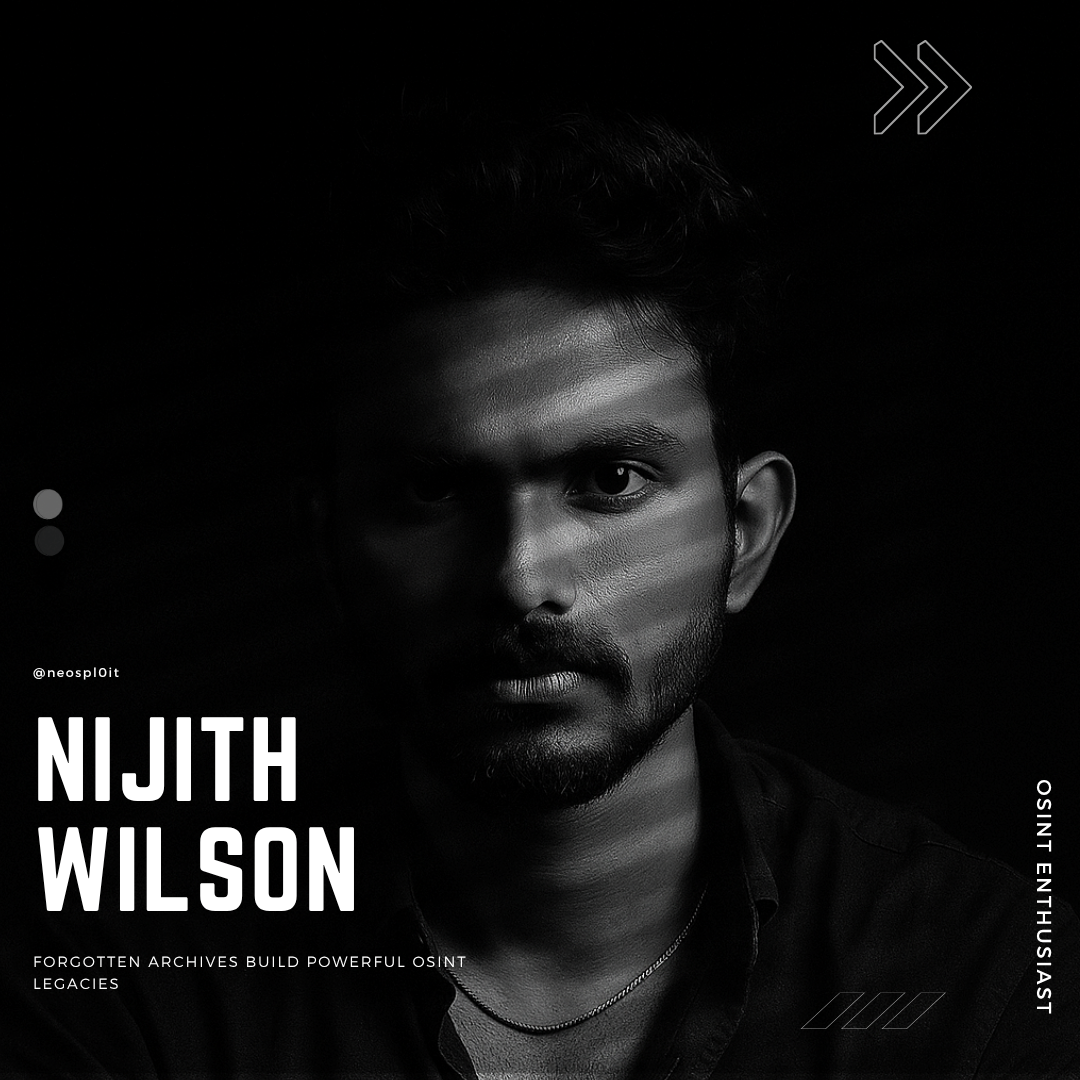 @neospl0it
NIJITH
WILSON
FORGOTTEN ARCHIVES BUILD POWERFUL OSINT
LEGACIES
OSINT ENTHUSIAST